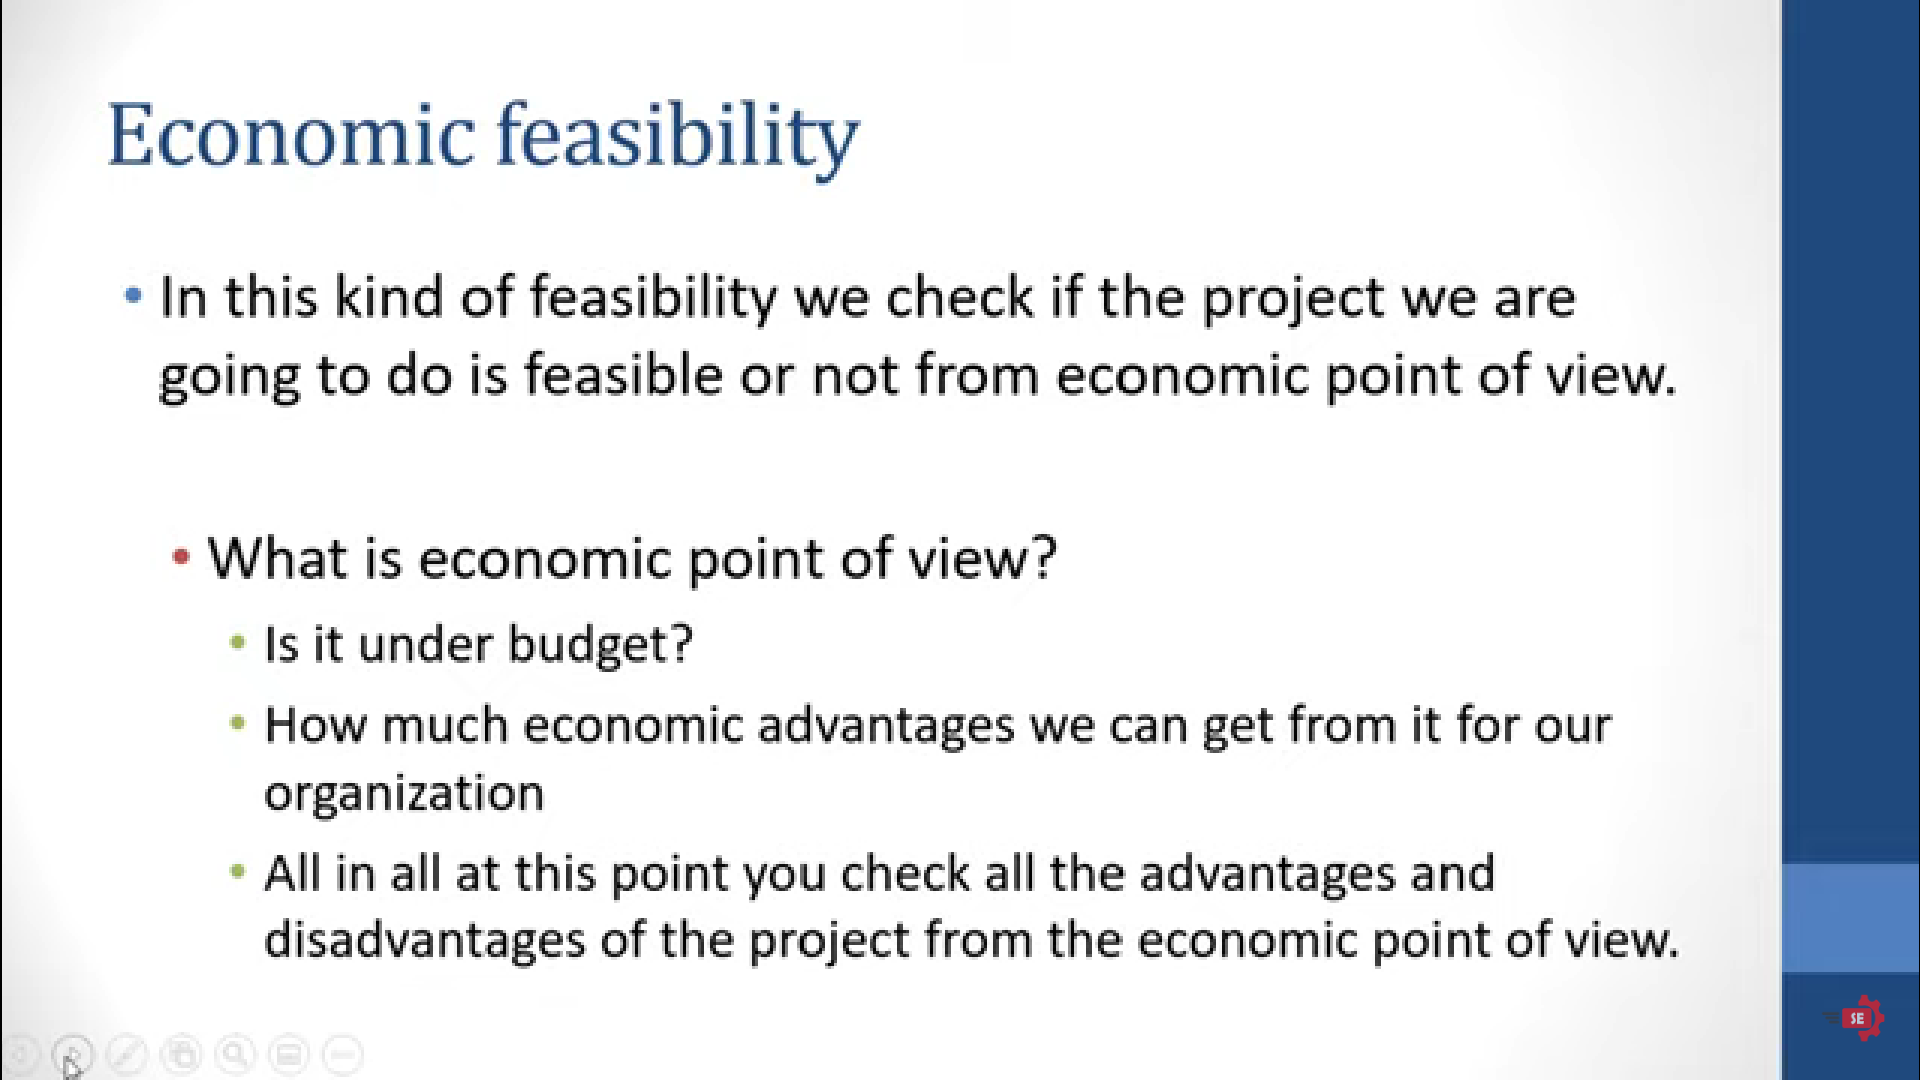 Economic feasibility
• In this kind of feasibility we check if the project we are
going to do is feasible or not from economic point of view.
• What is economic point of view?
• Is it under budget?
• How much economic advantages we can get from it for our
organization
• All in all at this point you check all the advantages and
disadvantages of the project from the economic point of view.
SE